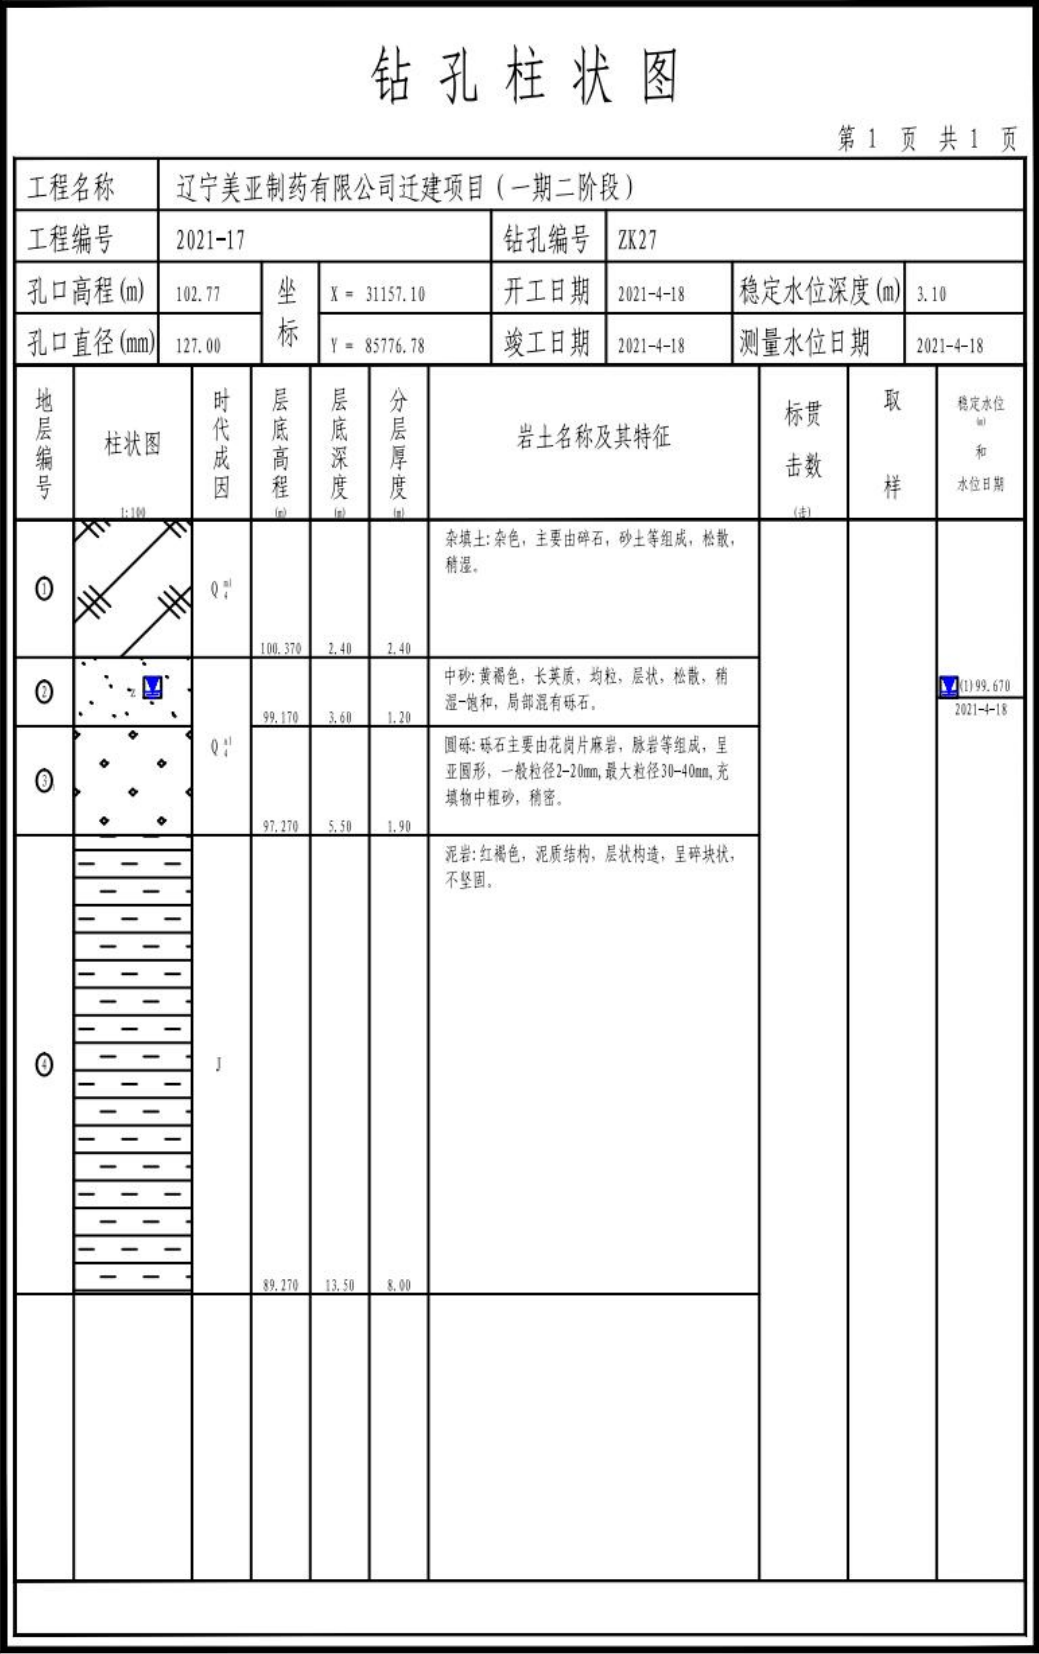 钻孔柱状图
第 1 页 共 1 页
工程名称 辽宁美亚制药有限公司迁建项目(一期二阶段)
工程编号 2021-17 钻孔编号 ZK27
孔口高程(m) 102.77 坐标 X = 31157.10 开工日期 2021-4-18 稳定水位深度(m) 3.10
孔口直径(mm) 127.00 Y = 85776.78 竣工日期 2021-4-18 测量水位日期 2021-4-18
地层编号 柱状图 1:100 时代成因 层底高程(m) 层底深度(m) 分层厚度(m) 岩土名称及其特征 标贯击数(击) 取样 稳定水位(m)和水位日期
杂填土:杂色,主要由碎石,砂土等组成,松散,
稍湿。
① Q4ml
100.370 2.40 2.40
中砂:黄褐色,长英质,均粒,层状,松散,稍
湿-饱和,局部混有砾石。
② z (1)99.670
2021-4-18
99.170 3.60 1.20
Q4al
圆砾:砾石主要由花岗片麻岩,脉岩等组成,呈
亚圆形,一般粒径2-20mm,最大粒径30-40mm,充
填物中粗砂,稍密。
③
97.270 5.50 1.90
泥岩:红褐色,泥质结构,层状构造,呈碎块状,
不坚固。
④ J
89.270 13.50 8.00